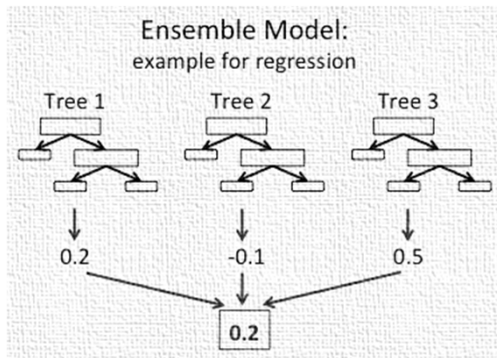 Ensemble Model:
example for regression
Tree 1 Tree 2 Tree 3
0.2 -0.1 0.5
0.2